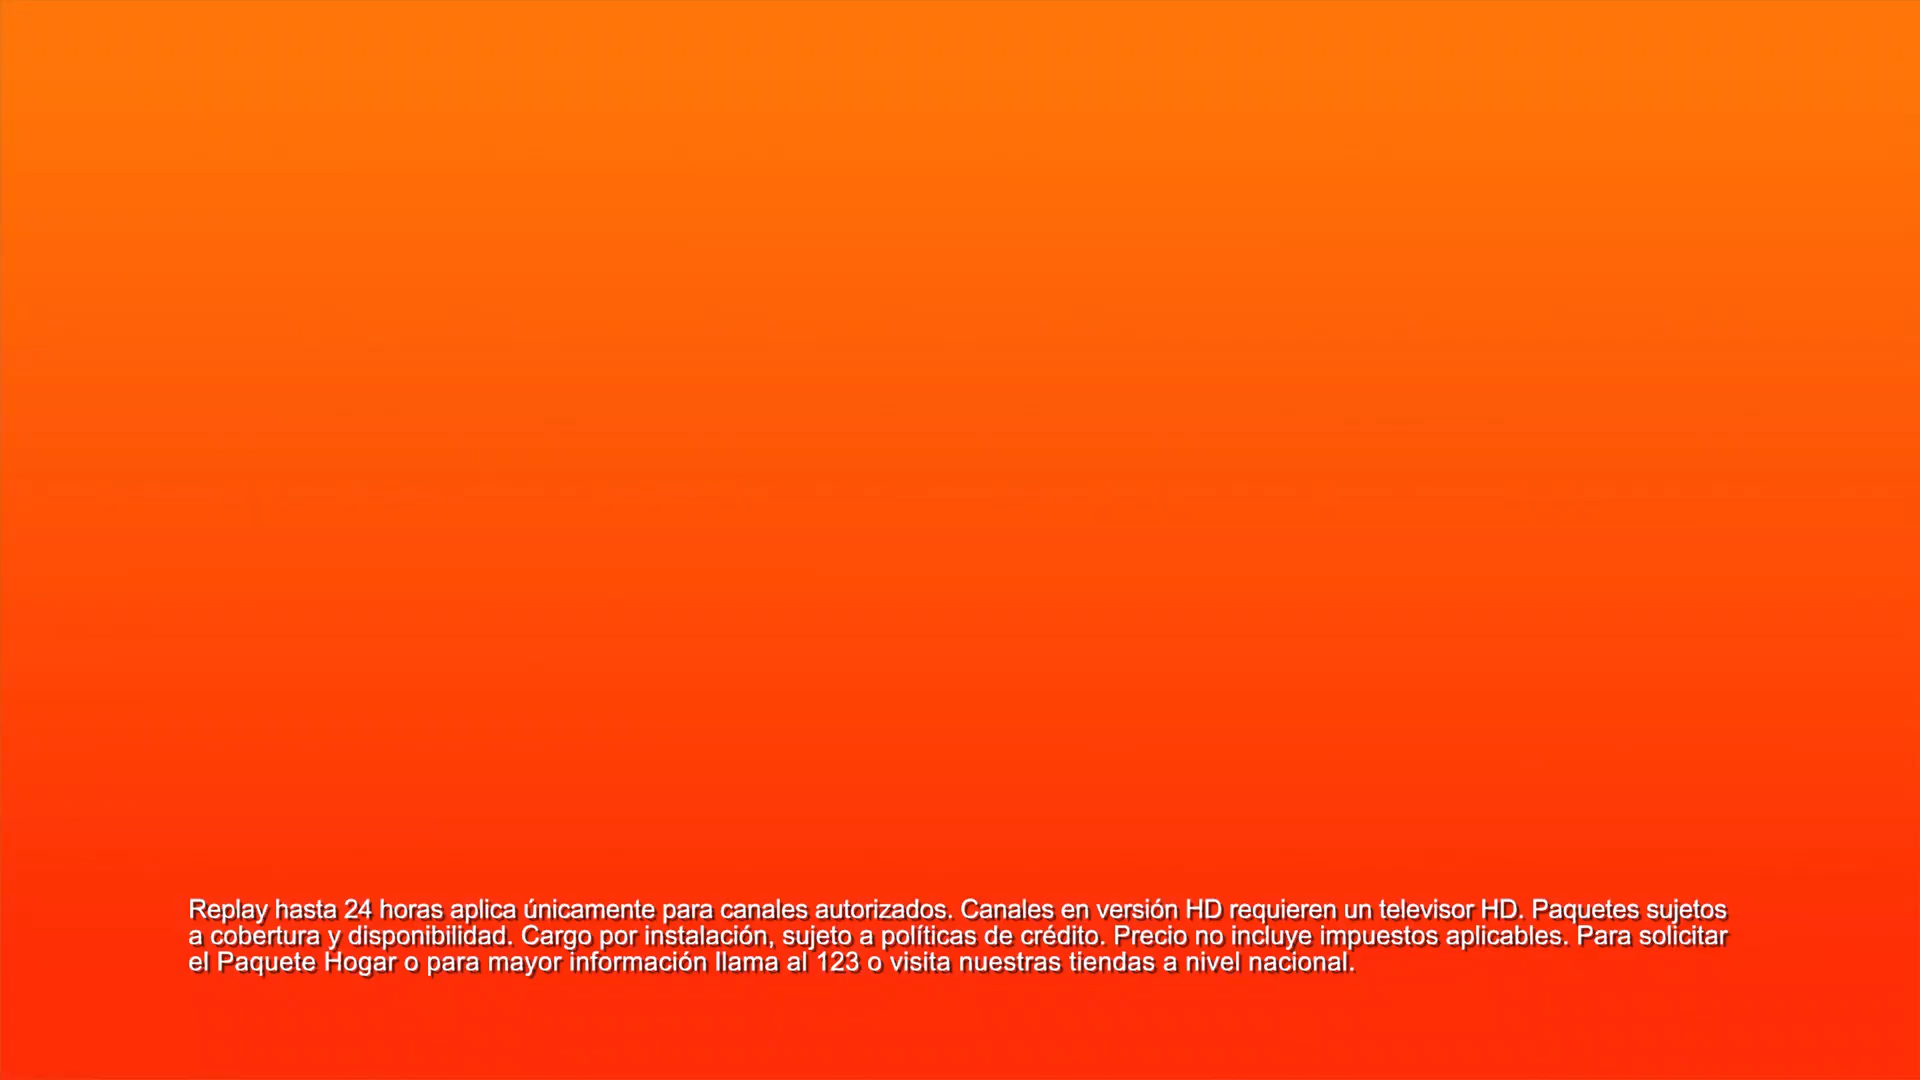 Replay hasta 24 horas aplica únicamente para canales autorizados. Canales en versión HD requieren un televisor HD. Paquetes sujetos
a cobertura y disponibilidad. Cargo por instalación, sujeto a políticas de crédito. Precio no incluye impuestos aplicables. Para solicitar
el Paquete Hogar o para mayor información llama al 123 o visita nuestras tiendas a nivel nacional.